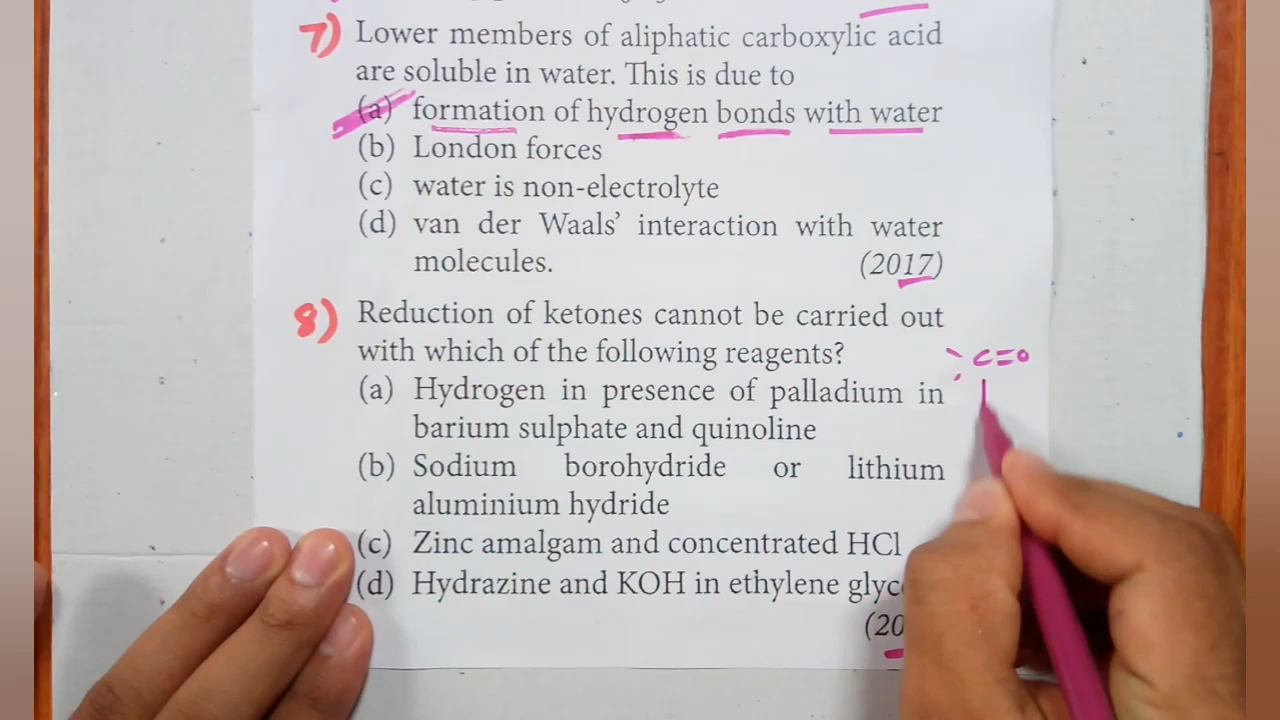 7) Lower members of aliphatic carboxylic acid
are soluble in water. This is due to
(a) formation of hydrogen bonds with water
(b) London forces
(c) water is non-electrolyte
(d) van der Waals' interaction with water
molecules. (2017)
8) Reduction of ketones cannot be carried out
with which of the following reagents?
C=O
(a) Hydrogen in presence of palladium in
barium sulphate and quinoline
(b) Sodium borohydride or lithium
aluminium hydride
(c) Zinc amalgam and concentrated HCl
(d) Hydrazine and KOH in ethylene